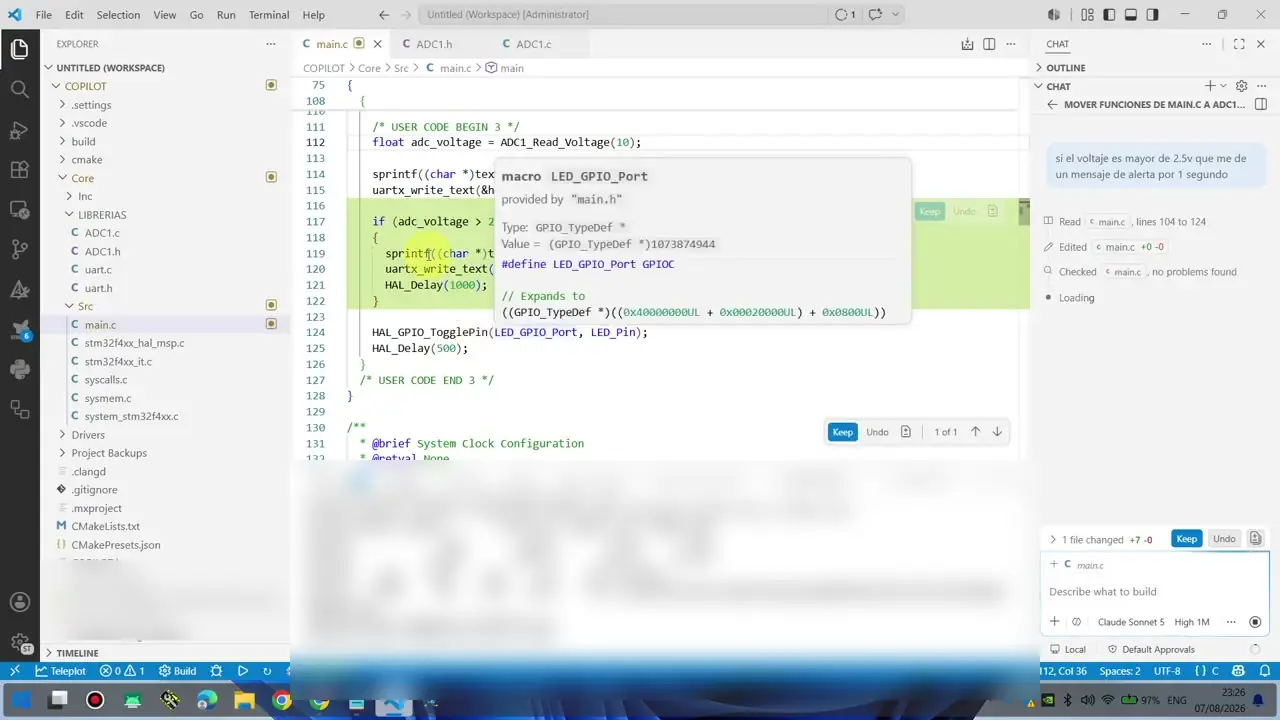 File Edit Selection View Go Run Terminal Help
Untitled (Workspace) [Administrator]
1
EXPLORER
UNTITLED (WORKSPACE)
COPILOT
.settings
.vscode
build
cmake
Core
Inc
LIBRERIAS
ADC1.c
ADC1.h
uart.c
uart.h
Src
main.c
stm32f4xx_hal_msp.c
stm32f4xx_it.c
syscalls.c
sysmem.c
system_stm32f4xx.c
Drivers
Project Backups
.clangd
.gitignore
.mxproject
CMakeLists.txt
CMakePresets.json
TIMELINE
main.c ADC1.h ADC1.c
COPILOT > Core > Src > main.c > main
75 {
108 {
110
111 /* USER CODE BEGIN 3 */
112 float adc_voltage = ADC1_Read_Voltage(10);
113
114 sprintf((char *)tex
115 uartx_write_text(&h
116
117 if (adc_voltage > 2
118 {
119 sprintf((char *)t
120 uartx_write_text(
121 HAL_Delay(1000);
122 }
123
124 HAL_GPIO_TogglePin(LED_GPIO_Port, LED_Pin);
125 HAL_Delay(500);
126 }
127 /* USER CODE END 3 */
128 }
129
130 /**
131 * @brief System Clock Configuration
132 * @retval None
macro LED_GPIO_Port
provided by "main.h"
Type: GPIO_TypeDef *
Value = (GPIO_TypeDef *)1073874944
#define LED_GPIO_Port GPIOC
// Expands to
((GPIO_TypeDef *)((0x40000000UL + 0x00020000UL) + 0x0800UL))
Keep Undo
Keep Undo 1 of 1
CHAT
OUTLINE
CHAT
MOVER FUNCIONES DE MAIN.C A ADC1...
si el voltaje es mayor de 2.5v que me de
un mensaje de alerta por 1 segundo
Read main.c , lines 104 to 124
Edited main.c +0 -0
Checked main.c , no problems found
Loading
1 file changed +7 -0 Keep Undo
+ main.c
Describe what to build
Claude Sonnet 5 High 1M
Local Default Approvals
Teleplot 0 1 Build
112, Col 36 Spaces: 2 UTF-8 { } C
6
ST
97% ENG
23:26
07/08/2026